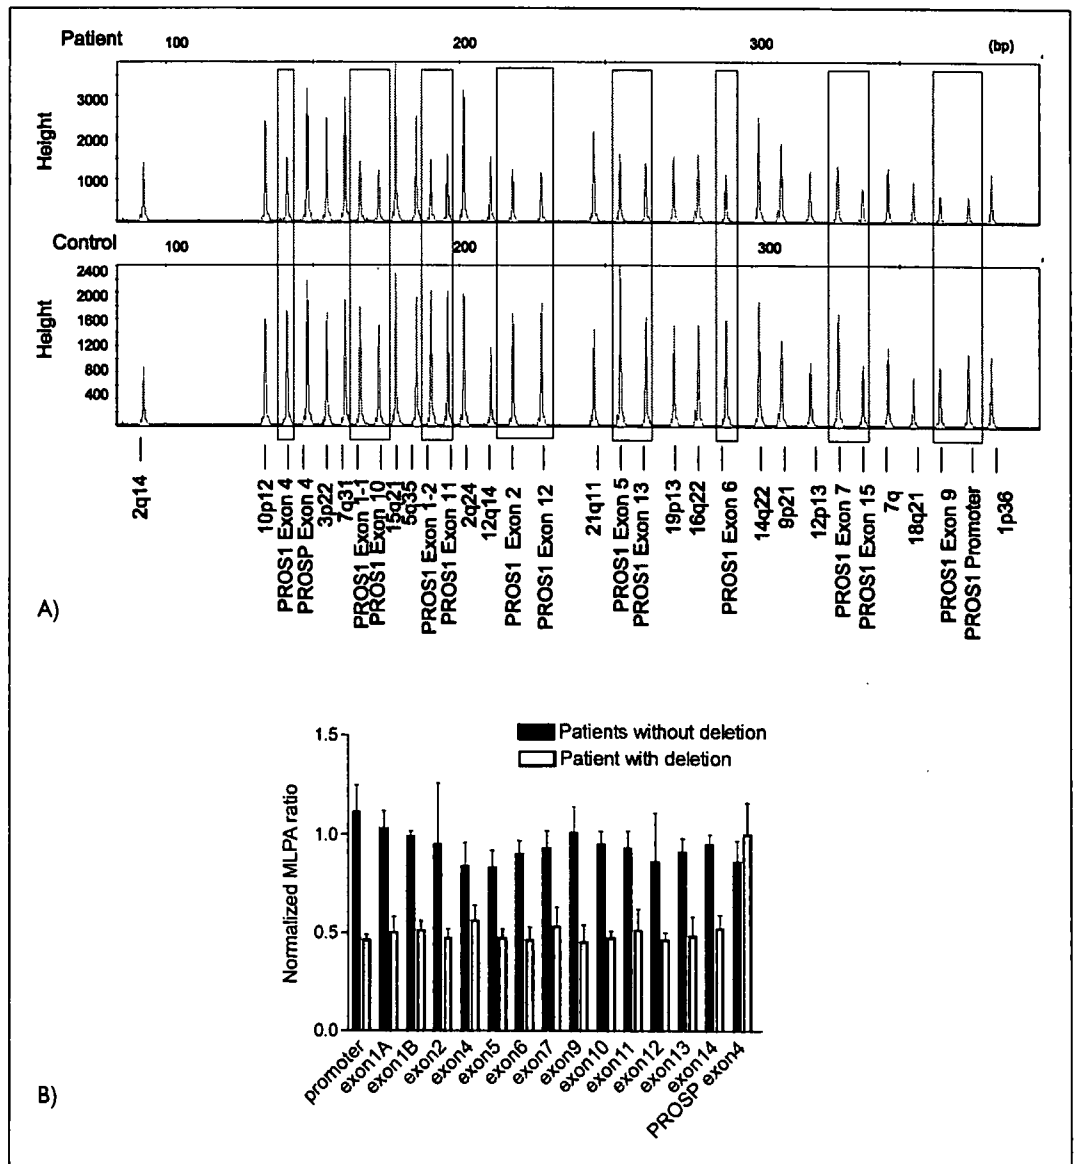 Patient 100 200 300 (bp)
Height
3000
2000
1000
Control 100 200 300
Height
2400
2000
1600
1200
800
400
2q14
10p12
PROS1 Exon 4
PROSP Exon 4
3p22
7q31
PROS1 Exon 1-1
PROS1 Exon 10
15q21
5q35
PROS1 Exon 1-2
PROS1 Exon 11
2q24
12q14
PROS1 Exon 2
PROS1 Exon 12
21q11
PROS1 Exon 5
PROS1 Exon 13
19p13
16q22
PROS1 Exon 6
14q22
9p21
12p13
PROS1 Exon 7
PROS1 Exon 15
7q
18q21
PROS1 Exon 9
PROS1 Promoter
1p36
A)
Patients without deletion
Patient with deletion
Normalized MLPA ratio
1.5
1.0
0.5
0.0
promoter
exon1A
exon1B
exon2
exon4
exon5
exon6
exon7
exon9
exon10
exon11
exon12
exon13
exon14
PROSP exon4
B)